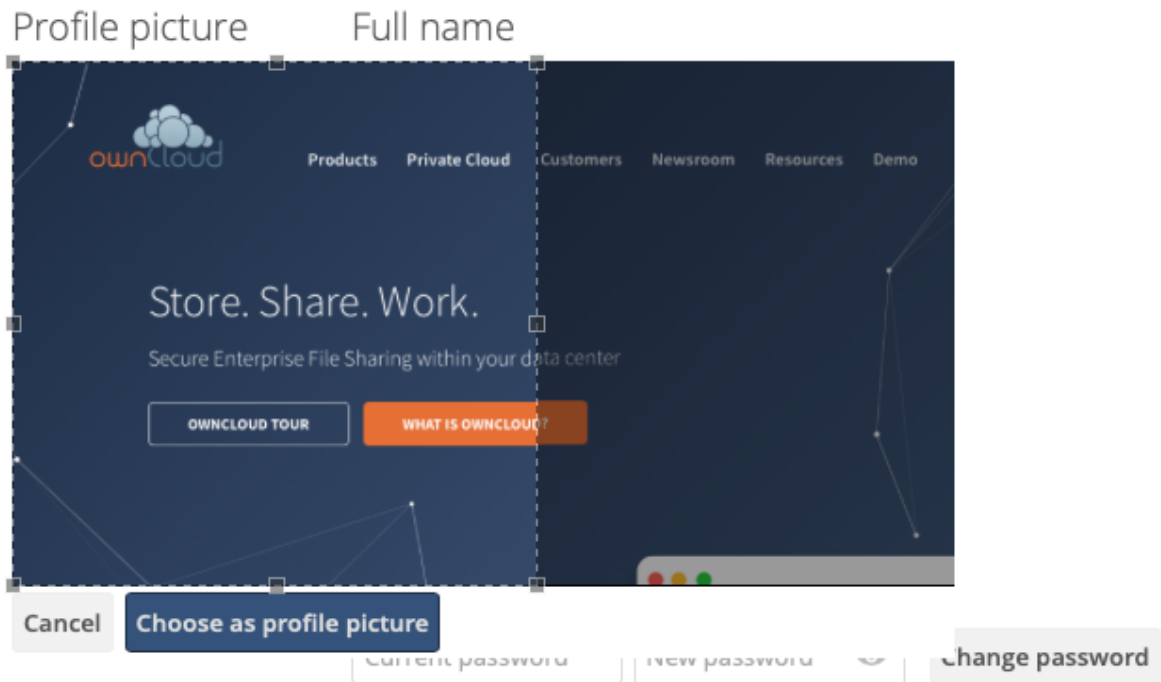 Profile picture Full name
ownCloud
Products Private Cloud Customers Newsroom Resources Demo
Store. Share. Work.
Secure Enterprise File Sharing within your data center
OWNCLOUD TOUR WHAT IS OWNCLOUD?
Cancel Choose as profile picture
Current password New password Change password